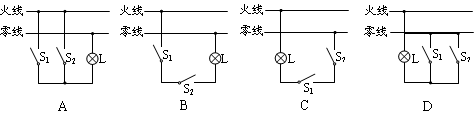 火线 火线 火线 火线
零线 零线 零线 零线
S1 S2 L S1 S2 L L S1 S2 L S1 S2
A B C D